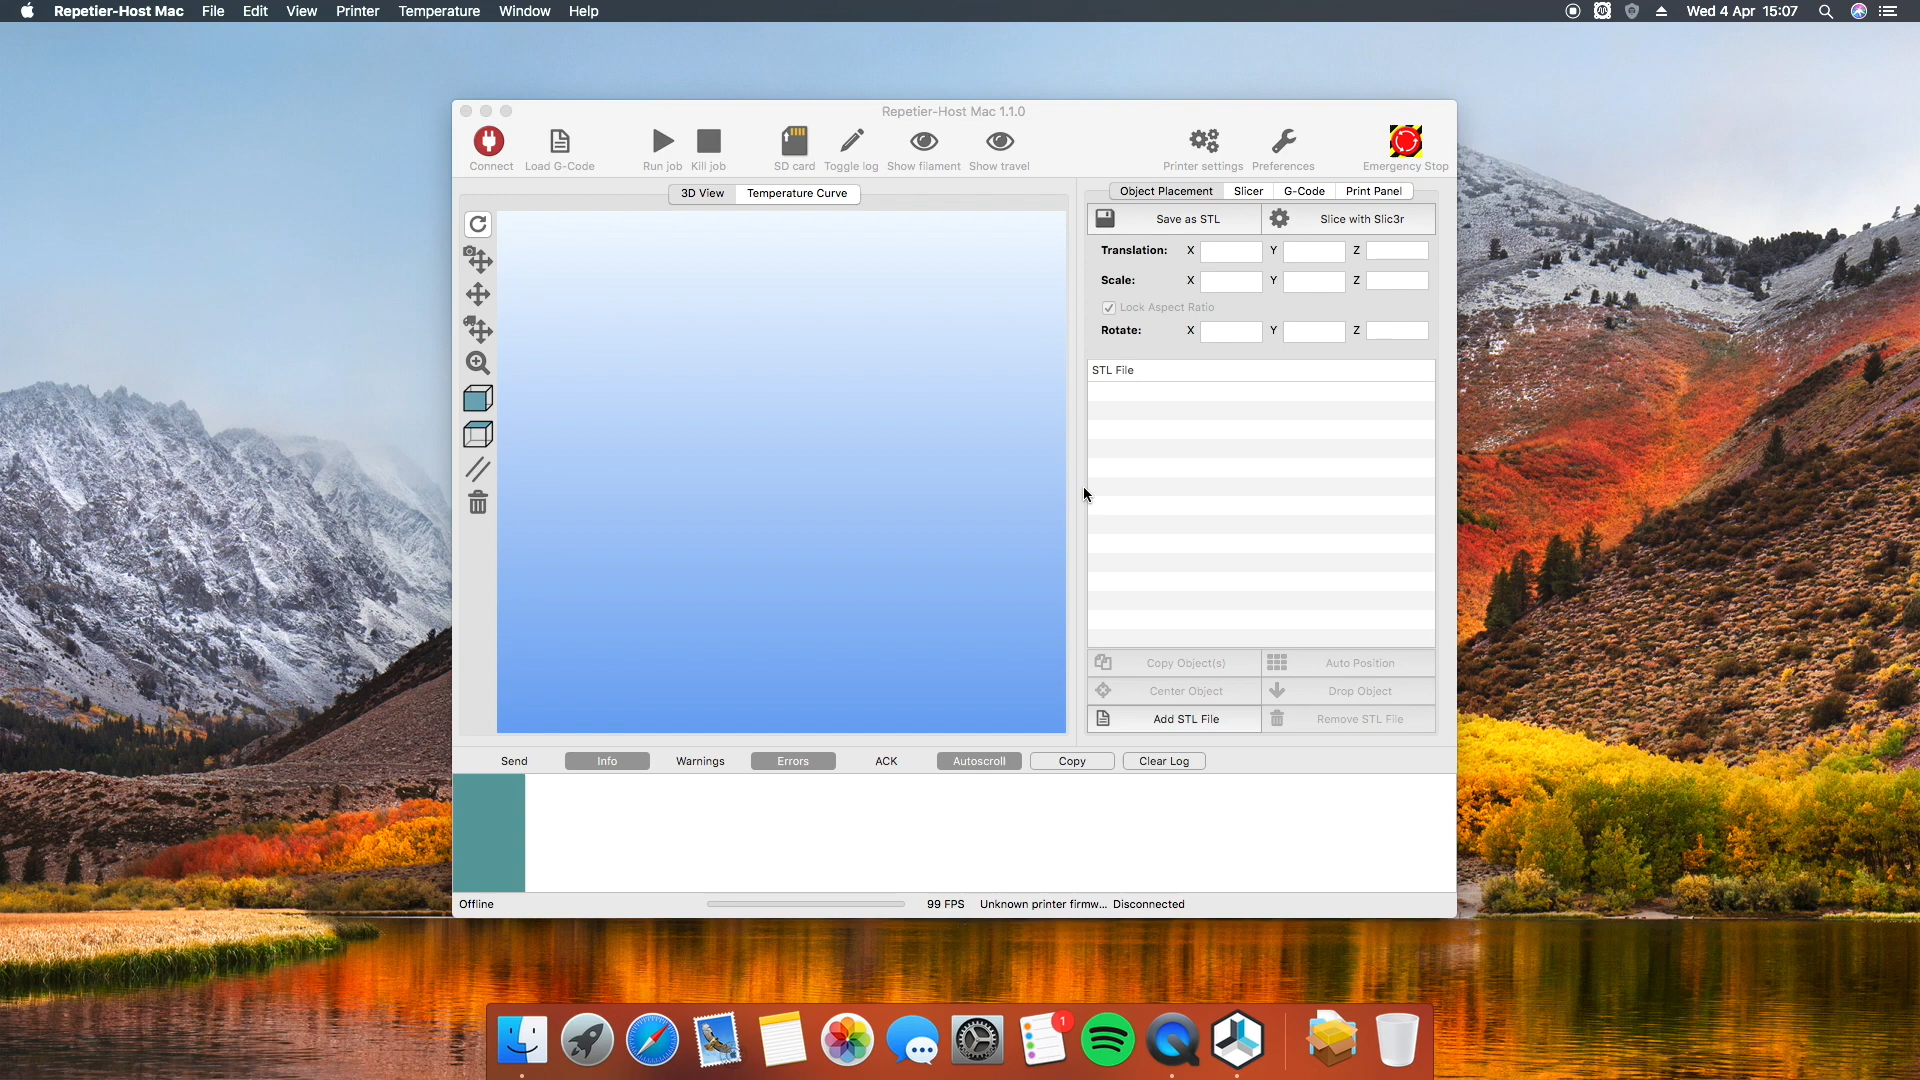 Repetier-Host Mac File Edit View Printer Temperature Window Help Wed 4 Apr 15:07
Repetier-Host Mac 1.1.0
Connect Load G-Code Run job Kill job SD card Toggle log Show filament Show travel Printer settings Preferences Emergency Stop
3D View Temperature Curve
Object Placement Slicer G-Code Print Panel
Save as STL Slice with Slic3r
Translation: X Y Z
Scale: X Y Z
Lock Aspect Ratio
Rotate: X Y Z
STL File
Copy Object(s) Auto Position
Center Object Drop Object
Add STL File Remove STL File
Send Info Warnings Errors ACK Autoscroll Copy Clear Log
Offline 99 FPS Unknown printer firmw... Disconnected
1